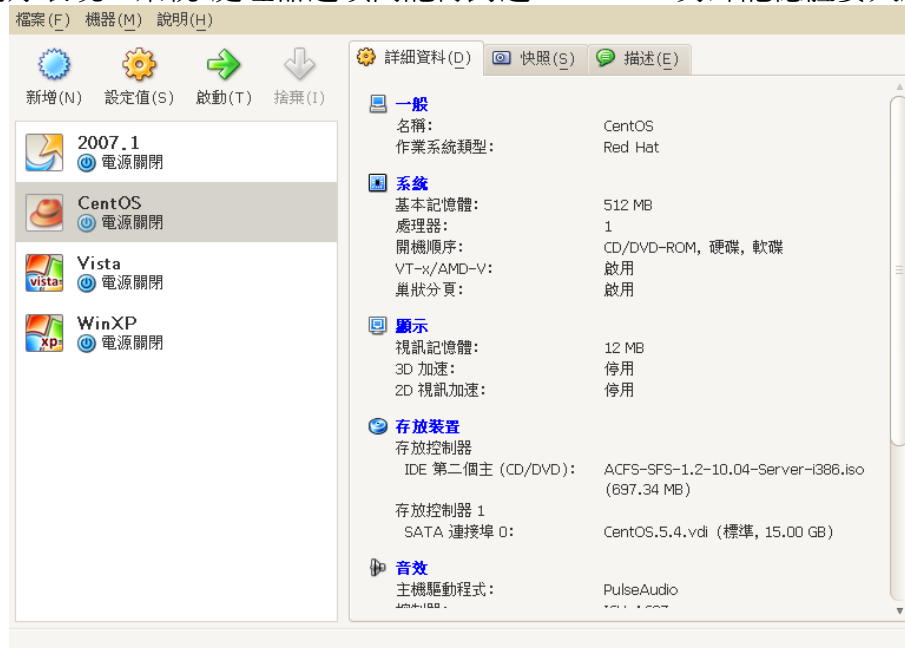 檔案(F) 機器(M) 說明(H)
新增(N) 設定值(S) 啟動(T) 捨棄(I)
2007.1
電源關閉
CentOS
電源關閉
Vista
電源關閉
WinXP
電源關閉
詳細資料(D) 快照(S) 描述(E)
一般
名稱: CentOS
作業系統類型: Red Hat
系統
基本記憶體: 512 MB
處理器: 1
開機順序: CD/DVD-ROM, 硬碟, 軟碟
VT-x/AMD-V: 啟用
巢狀分頁: 啟用
顯示
視訊記憶體: 12 MB
3D 加速: 停用
2D 視訊加速: 停用
存放裝置
存放控制器
IDE 第二個主 (CD/DVD): ACFS-SFS-1.2-10.04-Server-i386.iso
(697.34 MB)
存放控制器 1
SATA 連接埠 0: CentOS.5.4.vdi (標準, 15.00 GB)
音效
主機驅動程式: PulseAudio